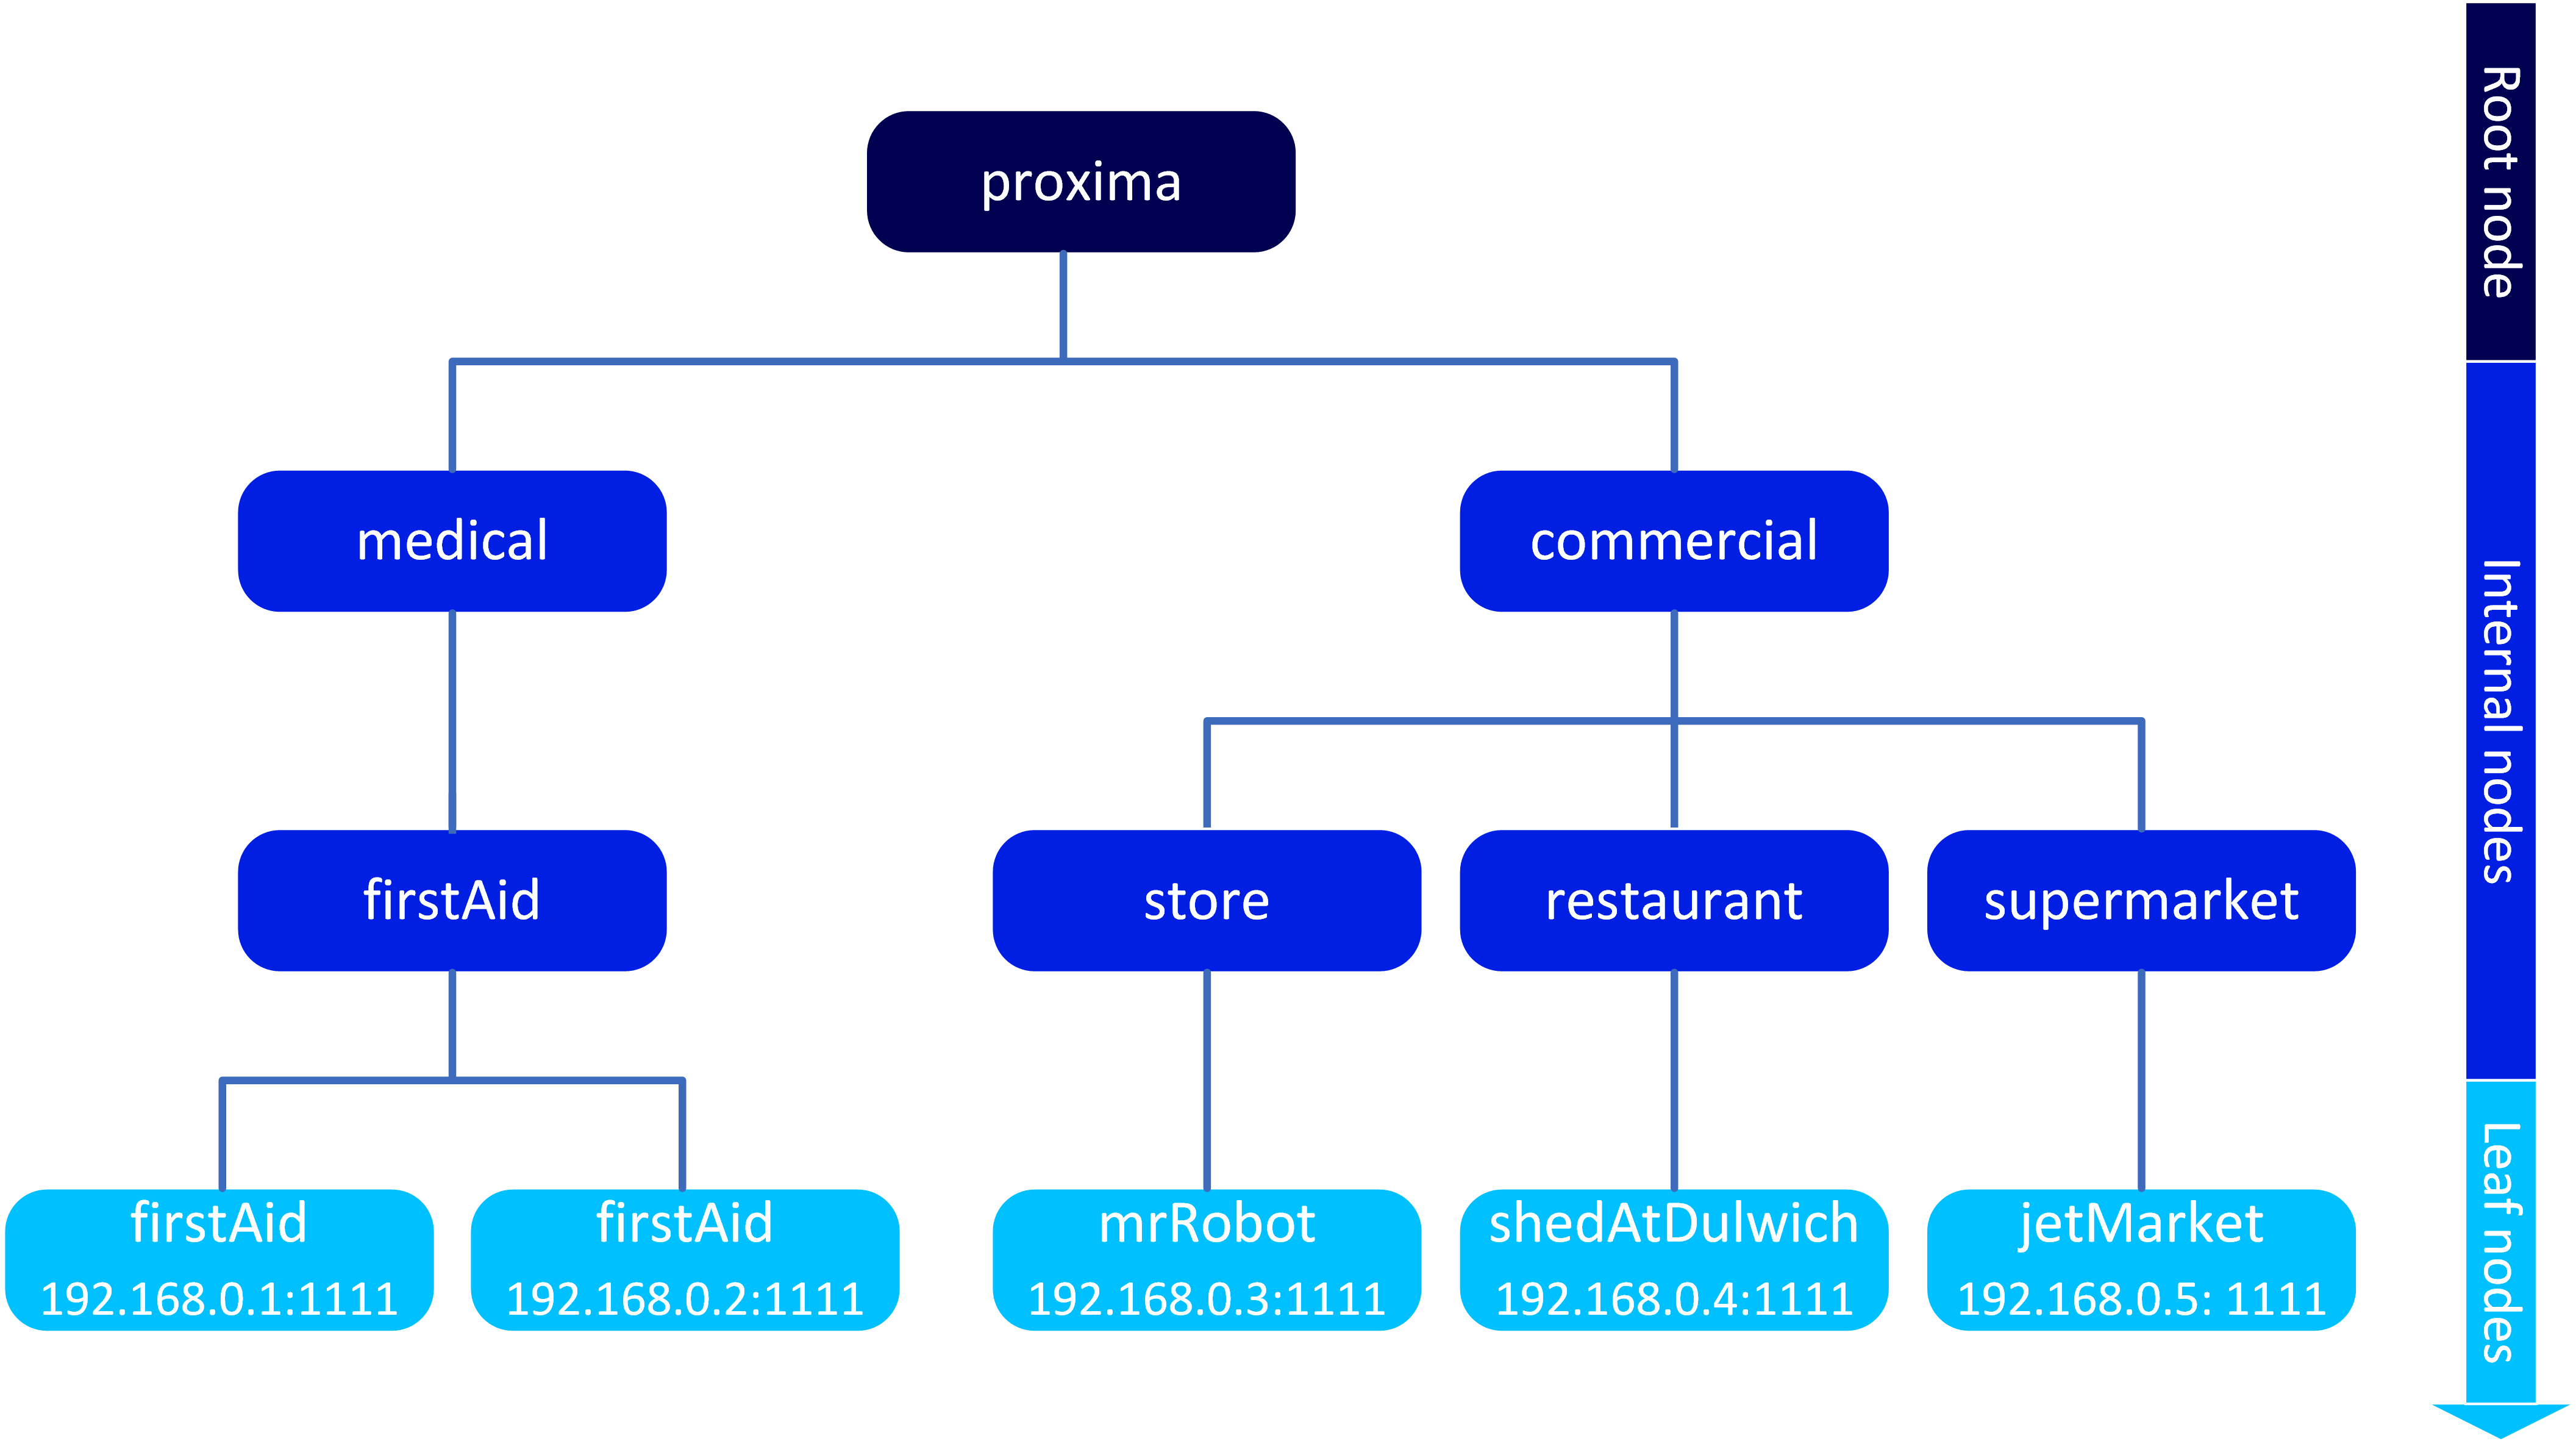 proxima
medical
commercial
firstAid
store
restaurant
supermarket
firstAid
192.168.0.1:1111
firstAid
192.168.0.2:1111
mrRobot
192.168.0.3:1111
shedAtDulwich
192.168.0.4:1111
jetMarket
192.168.0.5: 1111
Root node
Internal nodes
Leaf nodes